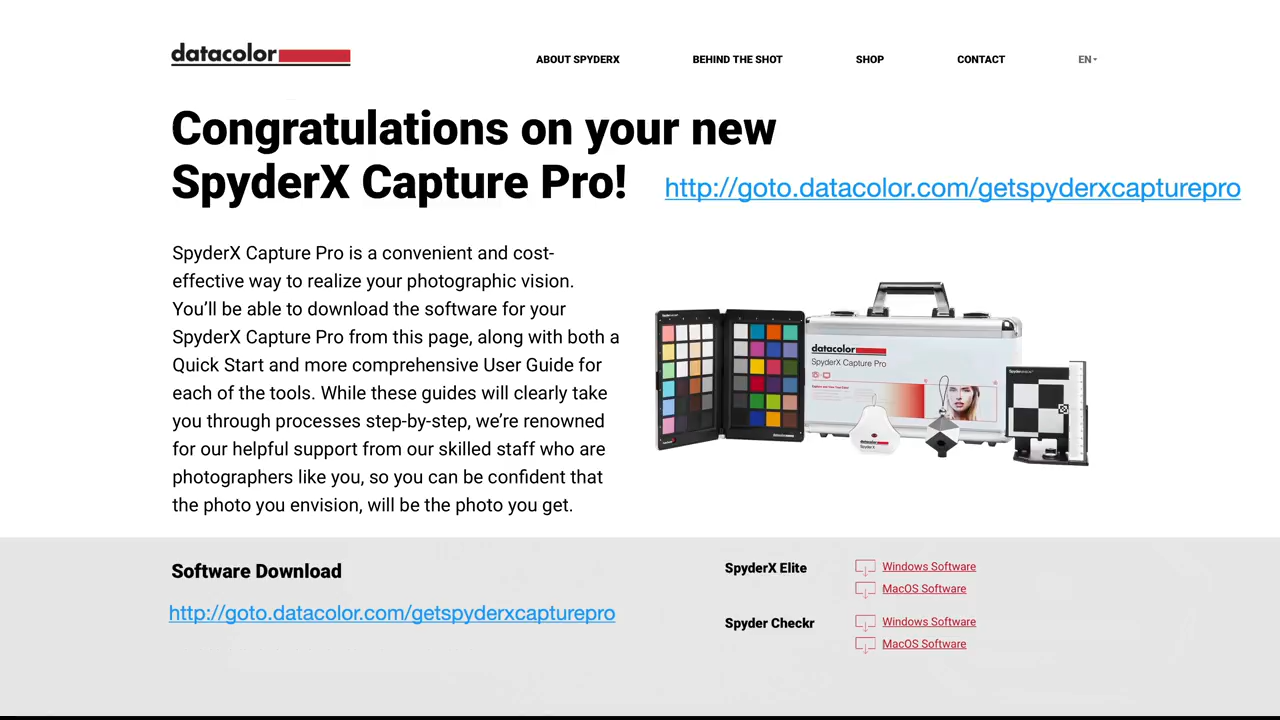 datacolor
ABOUT SPYDERX
BEHIND THE SHOT
SHOP
CONTACT
EN
Congratulations on your new
SpyderX Capture Pro!
http://goto.datacolor.com/getspyderxcapturepro
SpyderX Capture Pro is a convenient and cost-
effective way to realize your photographic vision.
You’ll be able to download the software for your
SpyderX Capture Pro from this page, along with both a
Quick Start and more comprehensive User Guide for
each of the tools. While these guides will clearly take
you through processes step-by-step, we’re renowned
for our helpful support from our skilled staff who are
photographers like you, so you can be confident that
the photo you envision, will be the photo you get.
datacolor
SpyderX Capture Pro
Software Download
http://goto.datacolor.com/getspyderxcapturepro
SpyderX Elite
Windows Software
MacOS Software
Spyder Checkr
Windows Software
MacOS Software